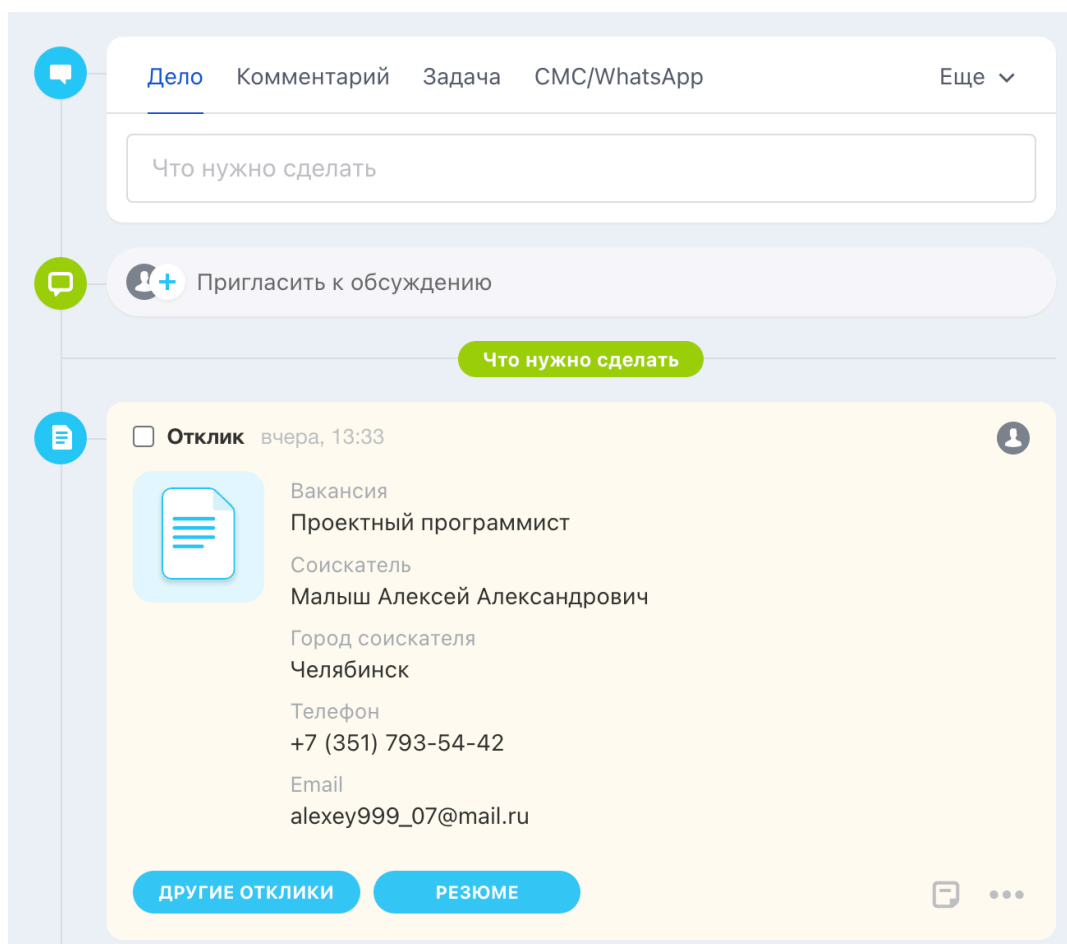 Дело Комментарий Задача СМС/WhatsApp Еще
Что нужно сделать
Пригласить к обсуждению
Что нужно сделать
Отклик вчера, 13:33
Вакансия
Проектный программист
Соискатель
Малыш Алексей Александрович
Город соискателя
Челябинск
Телефон
+7 (351) 793-54-42
Email
alexey999_07@mail.ru
ДРУГИЕ ОТКЛИКИ РЕЗЮМЕ